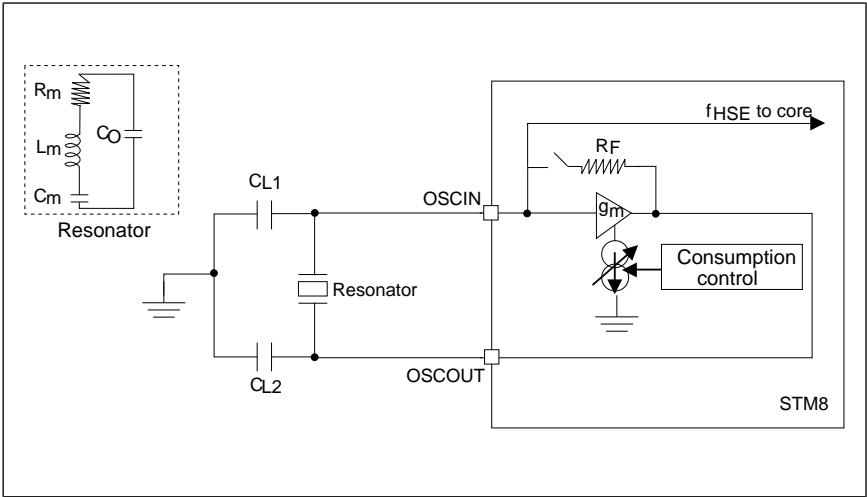 Rm
Lm
CO
Cm
Resonator
CL1
CL2
Resonator
OSCIN
OSCOUT
fHSE to core
RF
gm
Consumption
control
STM8